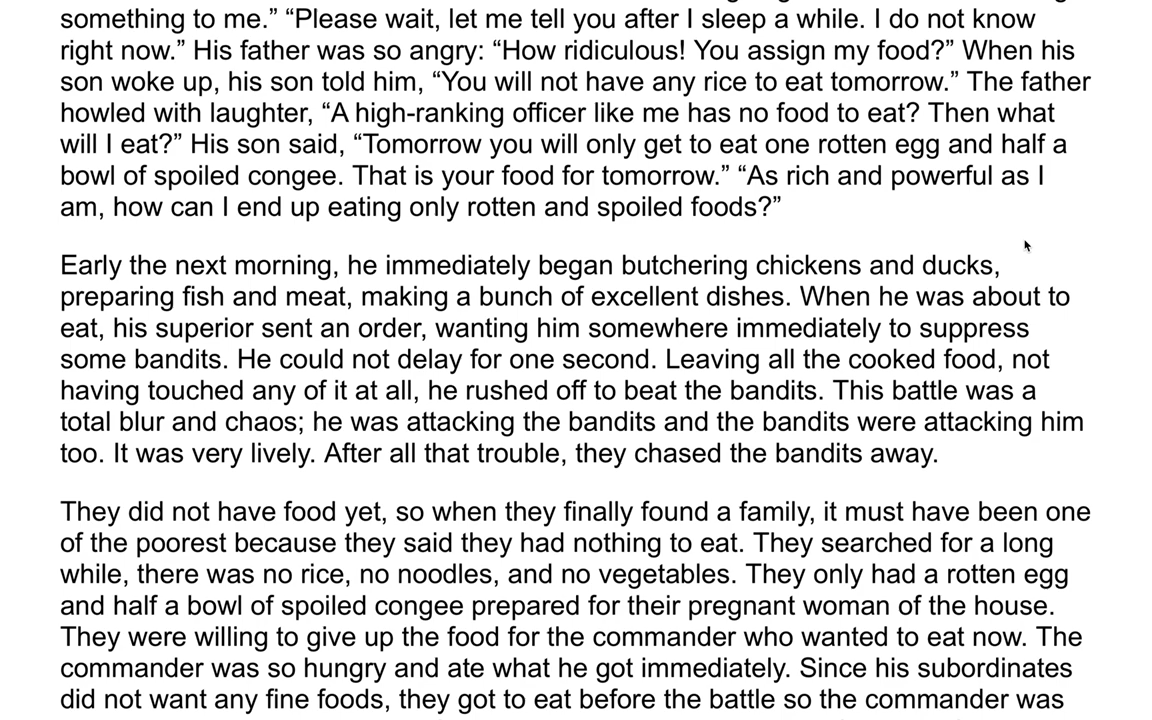 something to me.” “Please wait, let me tell you after I sleep a while. I do not know
right now.” His father was so angry: “How ridiculous! You assign my food?” When his
son woke up, his son told him, “You will not have any rice to eat tomorrow.” The father
howled with laughter, “A high-ranking officer like me has no food to eat? Then what
will I eat?” His son said, “Tomorrow you will only get to eat one rotten egg and half a
bowl of spoiled congee. That is your food for tomorrow.” “As rich and powerful as I
am, how can I end up eating only rotten and spoiled foods?”
Early the next morning, he immediately began butchering chickens and ducks,
preparing fish and meat, making a bunch of excellent dishes. When he was about to
eat, his superior sent an order, wanting him somewhere immediately to suppress
some bandits. He could not delay for one second. Leaving all the cooked food, not
having touched any of it at all, he rushed off to beat the bandits. This battle was a
total blur and chaos; he was attacking the bandits and the bandits were attacking him
too. It was very lively. After all that trouble, they chased the bandits away.
They did not have food yet, so when they finally found a family, it must have been one
of the poorest because they said they had nothing to eat. They searched for a long
while, there was no rice, no noodles, and no vegetables. They only had a rotten egg
and half a bowl of spoiled congee prepared for their pregnant woman of the house.
They were willing to give up the food for the commander who wanted to eat now. The
commander was so hungry and ate what he got immediately. Since his subordinates
did not want any fine foods, they got to eat before the battle so the commander was